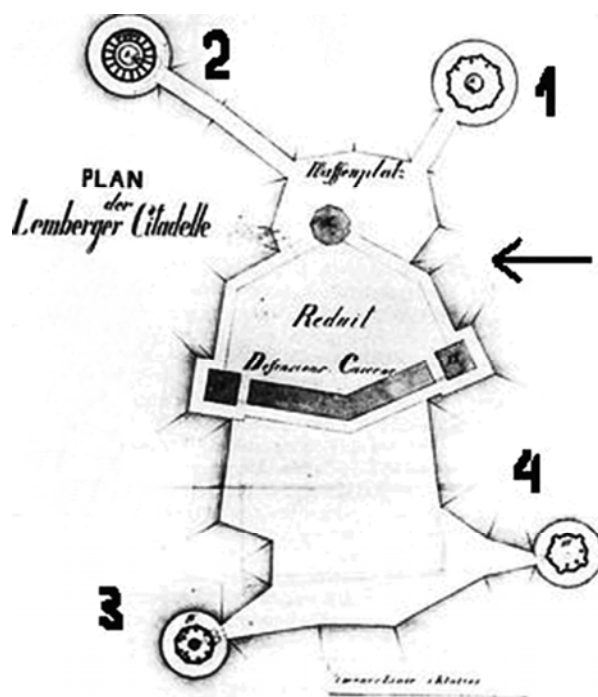 2
1
Waffenplatz
PLAN
der
Lemberger Citadelle
Reduit
Defensions Caserne
4
3